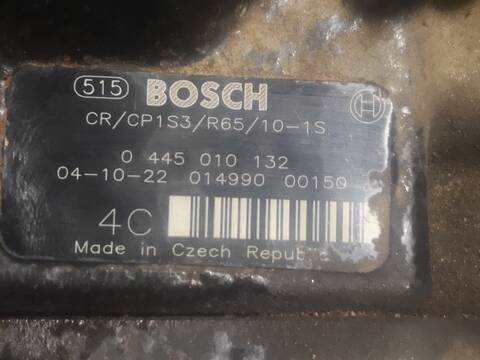 515 BOSCH
CR/CP1S3/R65/10-1S
0 445 010 132
04-10-22 014990 00150
4C
Made in Czech Republic